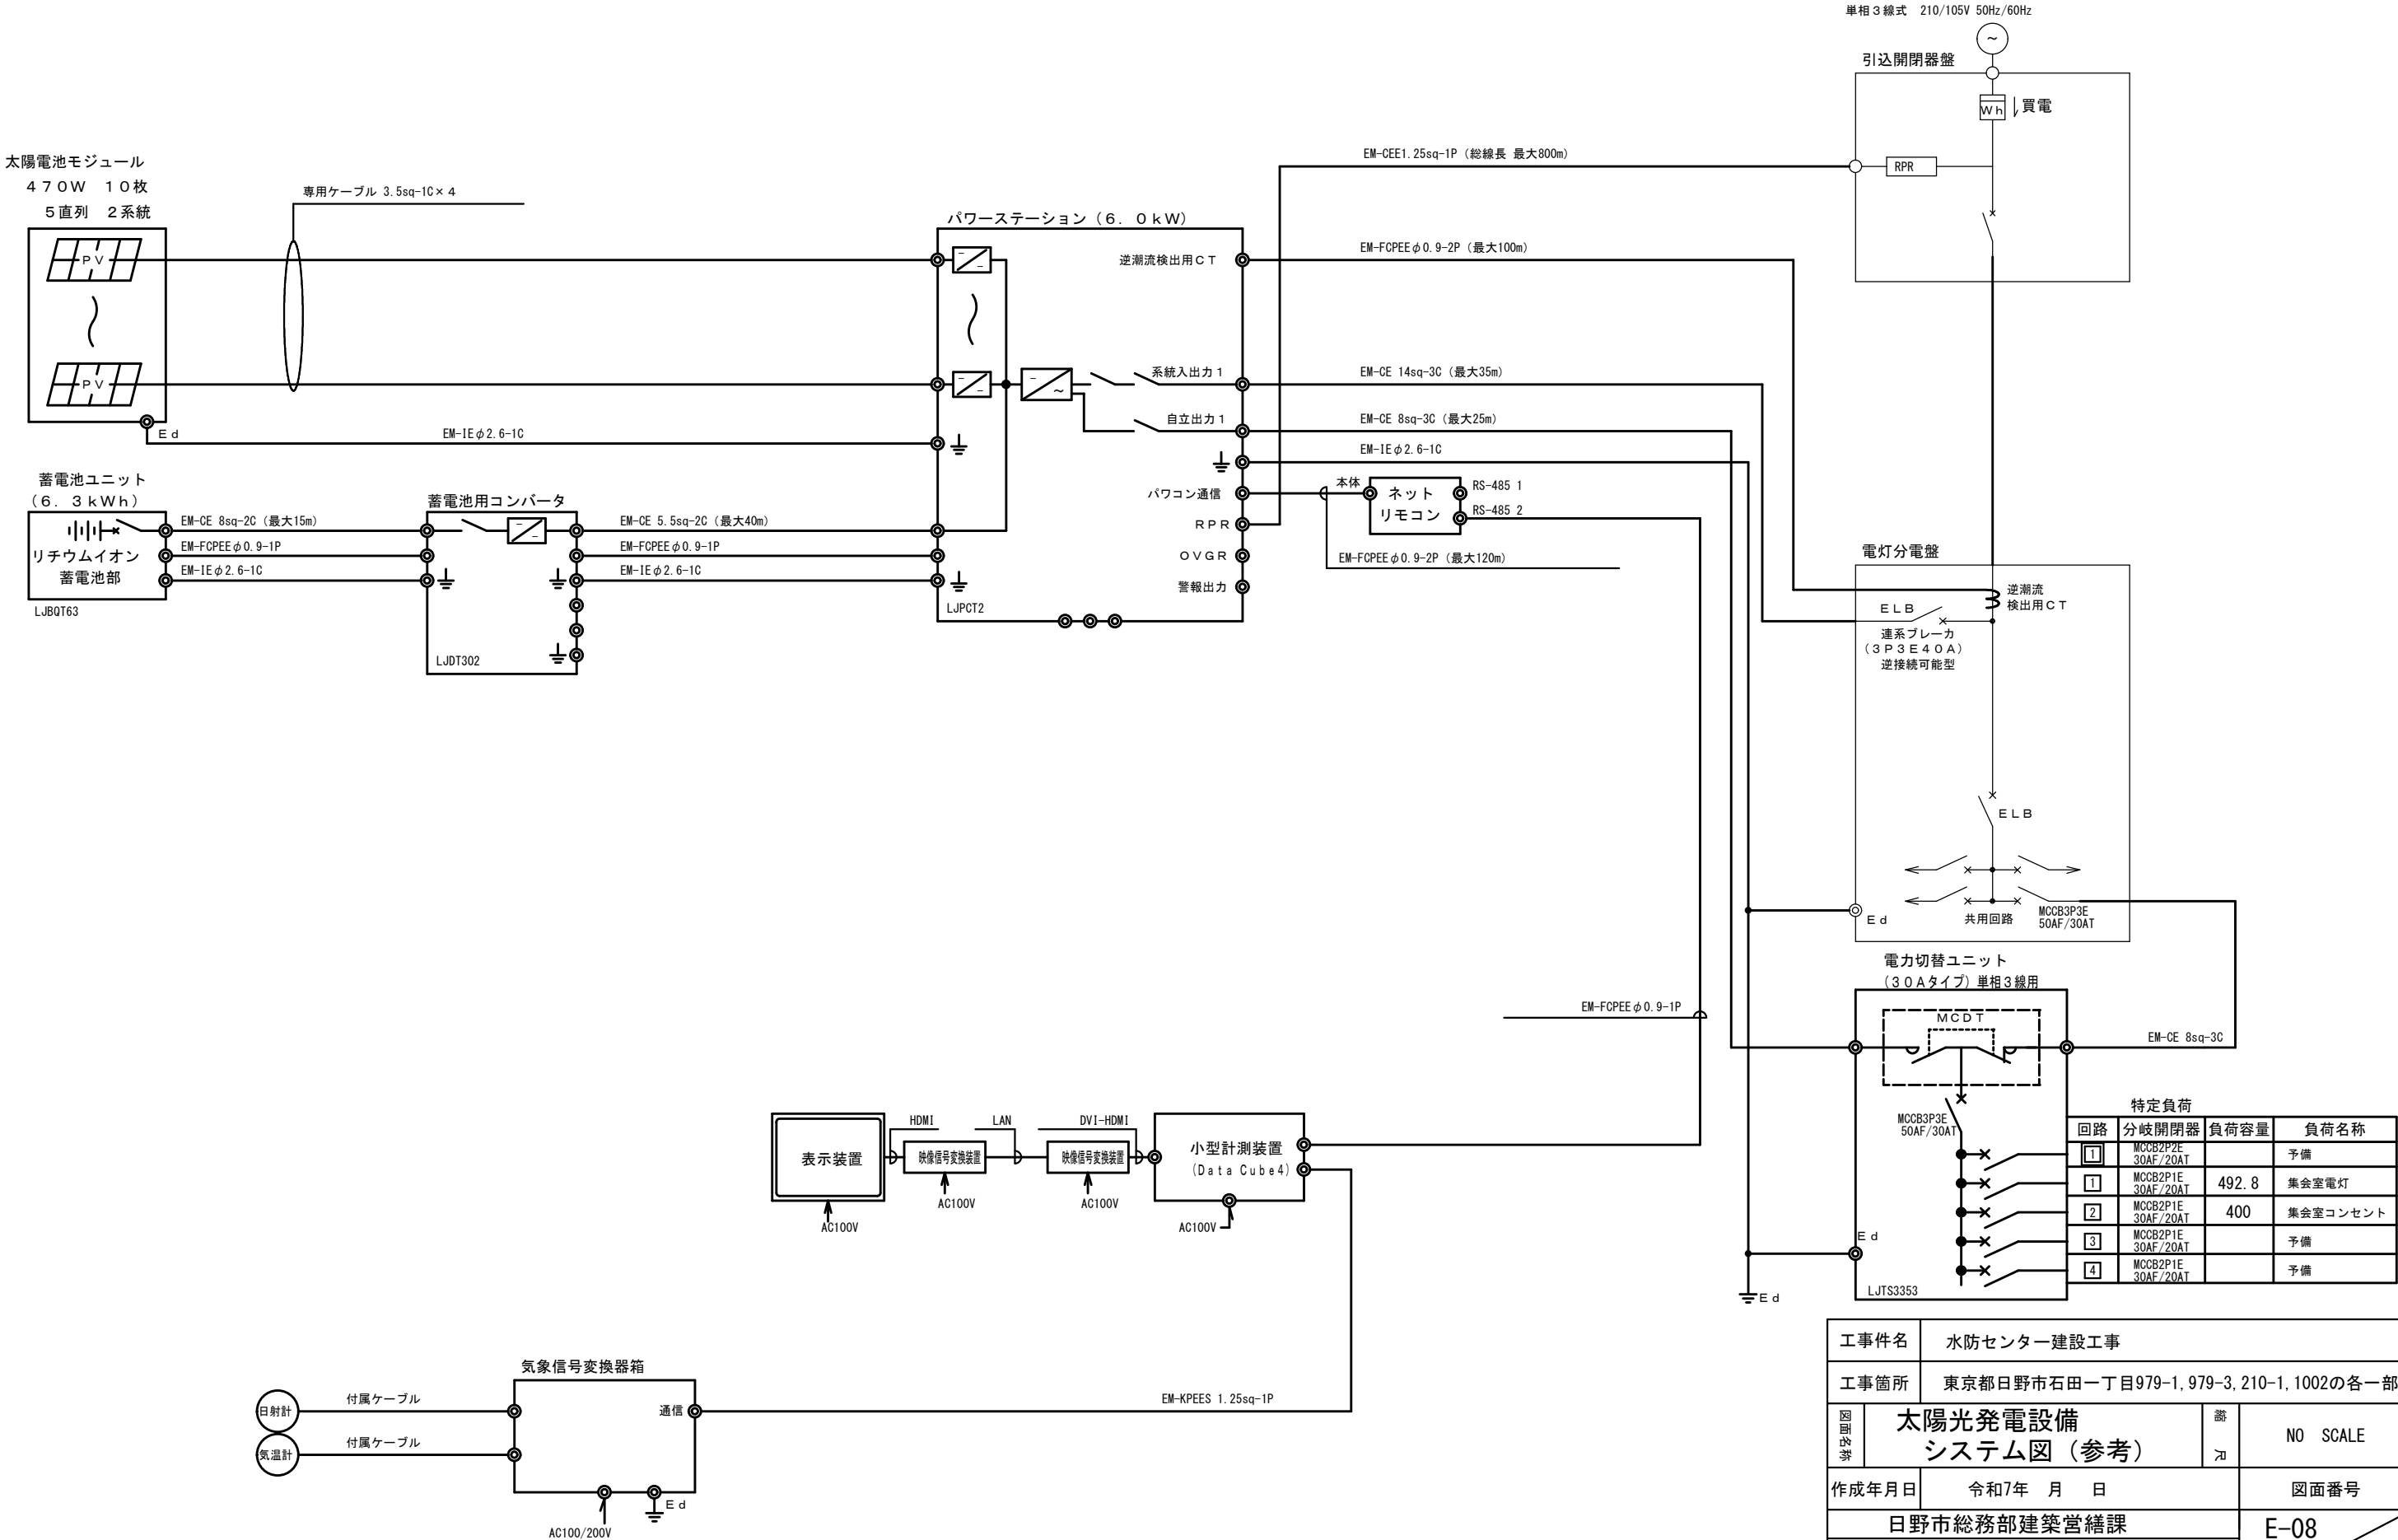 単相３線式　210/105V 50Hz/60Hz
～
引込開閉器盤
Ｗｈ
買電
RPR
EM-CEE1.25sq-1P（総線長 最大800m）
太陽電池モジュール
４７０Ｗ　１０枚
５直列　２系統
ＰＶ
ＰＶ
Ｅｄ
専用ケーブル 3.5sq-1C×４
EM-IEφ2.6-1C
パワーステーション（６．０ｋＷ）
逆潮流検出用ＣＴ
系統入出力１
自立出力１
パワコン通信
ＲＰＲ
ＯＶＧＲ
警報出力
LJPCT2
EM-FCPEEφ0.9-2P（最大100m）
EM-CE 14sq-3C（最大35m）
EM-CE 8sq-3C（最大25m）
EM-IEφ2.6-1C
本体
ネット
リモコン
RS-485 1
RS-485 2
EM-FCPEEφ0.9-2P（最大120m）
蓄電池ユニット
（６．３ｋＷｈ）
リチウムイオン
蓄電池部
LJBQT63
EM-CE 8sq-2C（最大15m）
EM-FCPEEφ0.9-1P
EM-IEφ2.6-1C
蓄電池用コンバータ
LJDT302
EM-CE 5.5sq-2C（最大40m）
EM-FCPEEφ0.9-1P
EM-IEφ2.6-1C
電灯分電盤
逆潮流
検出用ＣＴ
ＥＬＢ
連系ブレーカ
（３Ｐ３Ｅ４０Ａ）
逆接続可能型
ＥＬＢ
Ｅｄ
共用回路
MCCB3P3E
50AF/30AT
電力切替ユニット
（３０Ａタイプ）単相３線用
ＭＣＤＴ
EM-CE 8sq-3C
MCCB3P3E
50AF/30AT
Ｅｄ
LJTS3353
Ｅｄ
EM-FCPEEφ0.9-1P
特定負荷
回路 分岐開閉器 負荷容量 負荷名称
1 MCCB2P2E 30AF/20AT 予備
1 MCCB2P1E 30AF/20AT 492.8 集会室電灯
2 MCCB2P1E 30AF/20AT 400 集会室コンセント
3 MCCB2P1E 30AF/20AT 予備
4 MCCB2P1E 30AF/20AT 予備
表示装置
AC100V
HDMI
映像信号変換装置
AC100V
LAN
映像信号変換装置
AC100V
DVI-HDMI
小型計測装置
（Ｄａｔａ Ｃｕｂｅ４）
AC100V
気象信号変換器箱
日射計
付属ケーブル
気温計
付属ケーブル
通信
EM-KPEES 1.25sq-1P
Ｅｄ
AC100/200V
工事件名 水防センター建設工事
工事箇所 東京都日野市石田一丁目979-1,979-3,210-1,1002の各一部
図面名称
太陽光発電設備
システム図（参考）
縮尺
NO SCALE
作成年月日 令和7年　月　日
図面番号
日野市総務部建築営繕課
E-08